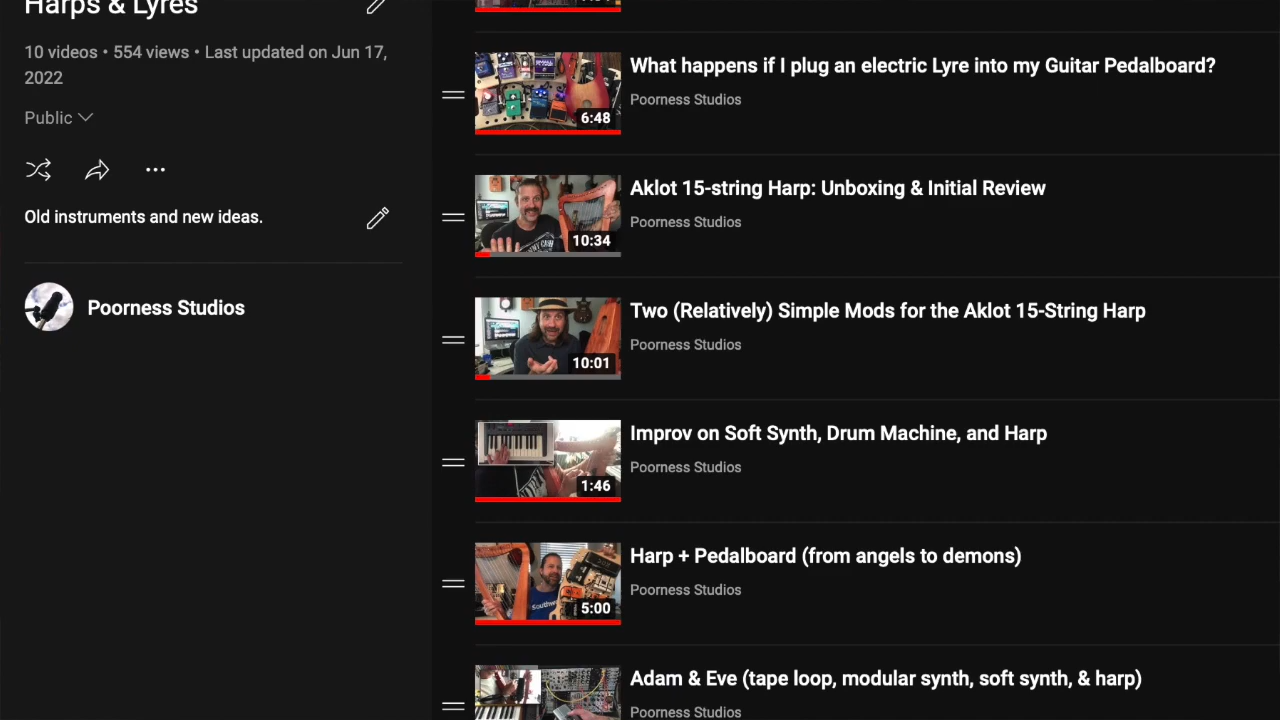 Harps & Lyres
10 videos • 554 views • Last updated on Jun 17,
2022
Public
Old instruments and new ideas.
Poorness Studios
What happens if I plug an electric Lyre into my Guitar Pedalboard?
Poorness Studios
6:48
Aklot 15-string Harp: Unboxing & Initial Review
Poorness Studios
10:34
Two (Relatively) Simple Mods for the Aklot 15-String Harp
Poorness Studios
10:01
Improv on Soft Synth, Drum Machine, and Harp
Poorness Studios
1:46
Harp + Pedalboard (from angels to demons)
Poorness Studios
5:00
Adam & Eve (tape loop, modular synth, soft synth, & harp)
Poorness Studios